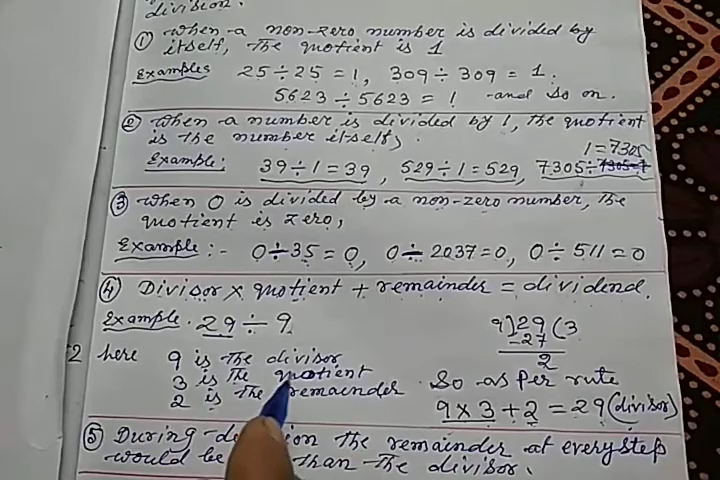 division.
① When a non-zero number is divided by
itself, The quotient is 1
Examples 25÷25 = 1, 309÷309 = 1.
5623÷5623 = 1 and so on.
② When a number is divided by 1, The quotient
is the number itself,
1=7305
Example: 39÷1=39, 529÷1=529, 7305÷7305=1
③ When 0 is divided by a non-zero number, The
quotient is zero,
Example :- 0÷35=0, 0÷2037=0, 0÷511=0
④ Divisor × quotient + remainder = dividend.
Example. 29÷9
9)29(3
-27
2
2 here 9 is the divisor
3 is the quotient
2 is the remainder
So as per rule
9×3+2=29(divisor)
⑤ During the remainder at every step
would be than the divisor.